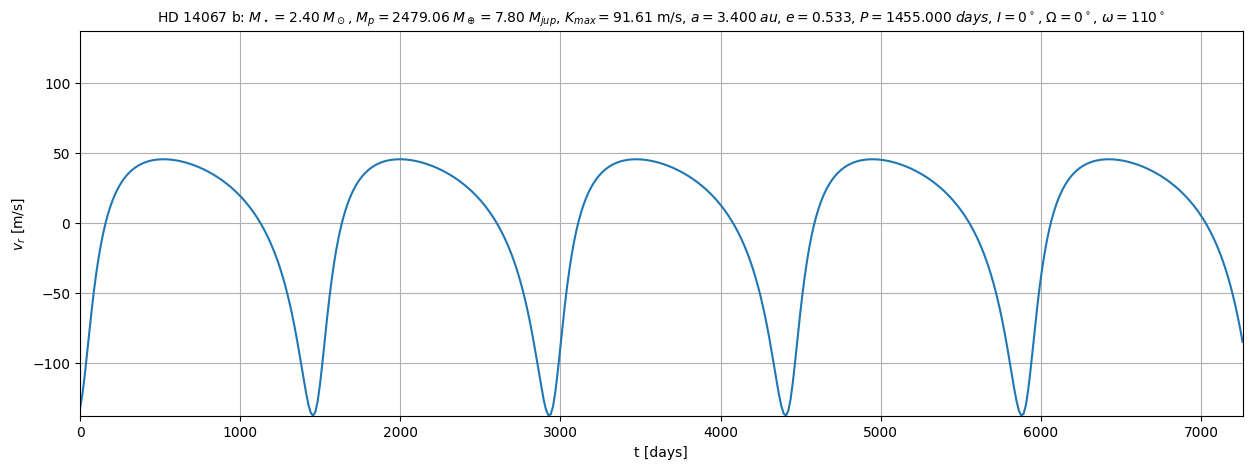 HD 14067 b: M⋆ = 2.40 M⊙, Mp = 2479.06 M⊕ = 7.80 Mjup, Kmax = 91.61 m/s, a = 3.400 au, e = 0.533, P = 1455.000 days, I = 0°, Ω = 0°, ω = 110°
100
50
0
−50
−100
vr [m/s]
0 1000 2000 3000 4000 5000 6000 7000
t [days]